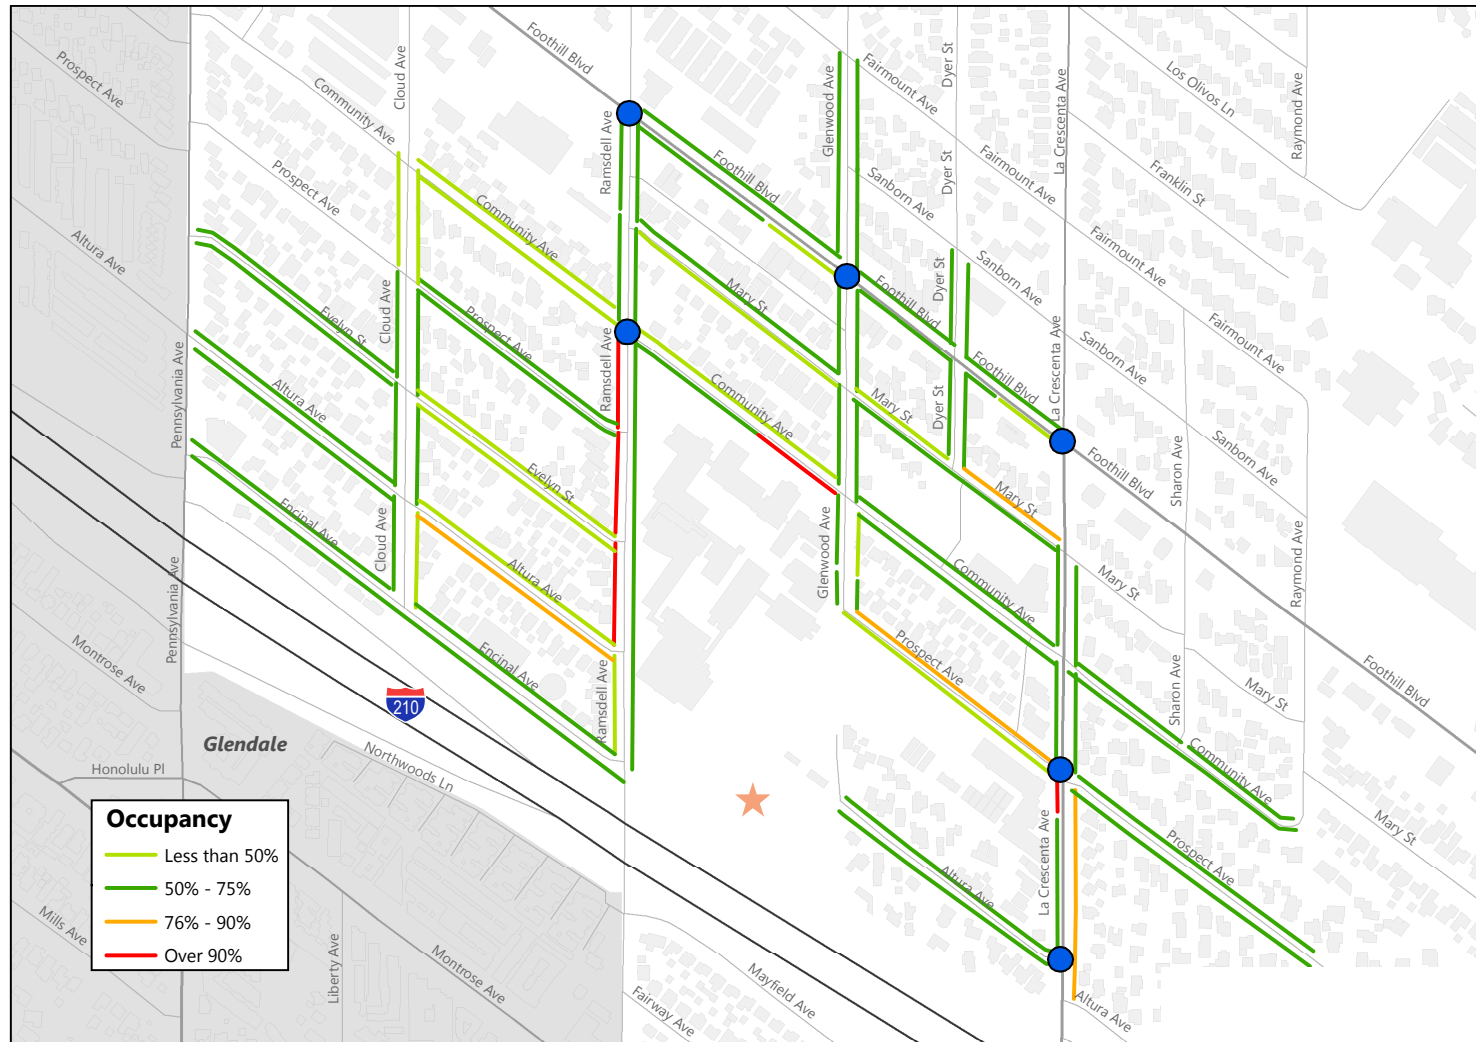 Foothill Blvd
Prospect Ave
Cloud Ave
Community Ave
Glenwood Ave
Fairmount Ave
Dyer St
La Crescenta Ave
Los Olivos Ln
Raymond Ave
Ramsdell Ave
Foothill Blvd
Prospect Ave
Sanborn Ave
Dyer St
Fairmount Ave
Franklin St
Altura Ave
Community Ave
Fairmount Ave
Mary St
Foothill Blvd
Dyer St
Sanborn Ave
Evelyn St
Cloud Ave
Prospect Ave
Ramsdell Ave
Fairmount Ave
Sanborn Ave
La Crescenta Ave
Foothill Blvd
Pennsylvania Ave
Altura Ave
Community Ave
Mary St
Dyer St
Foothill Blvd
Sharon Ave
Sanborn Ave
Evelyn St
Mary St
Encinal Ave
Cloud Ave
Glenwood Ave
Altura Ave
Community Ave
Mary St
Raymond Ave
Pennsylvania Ave
Montrose Ave
Encinal Ave
Ramsdell Ave
Prospect Ave
Sharon Ave
Mary St
Foothill Blvd
210
Glendale
Northwoods Ln
Honolulu Pl
Community Ave
Mary St
Occupancy
Less than 50%
50% - 75%
76% - 90%
Over 90%
La Crescenta Ave
Prospect Ave
Altura Ave
Mills Ave
Liberty Ave
Montrose Ave
Mayfield Ave
Fairway Ave
Altura Ave